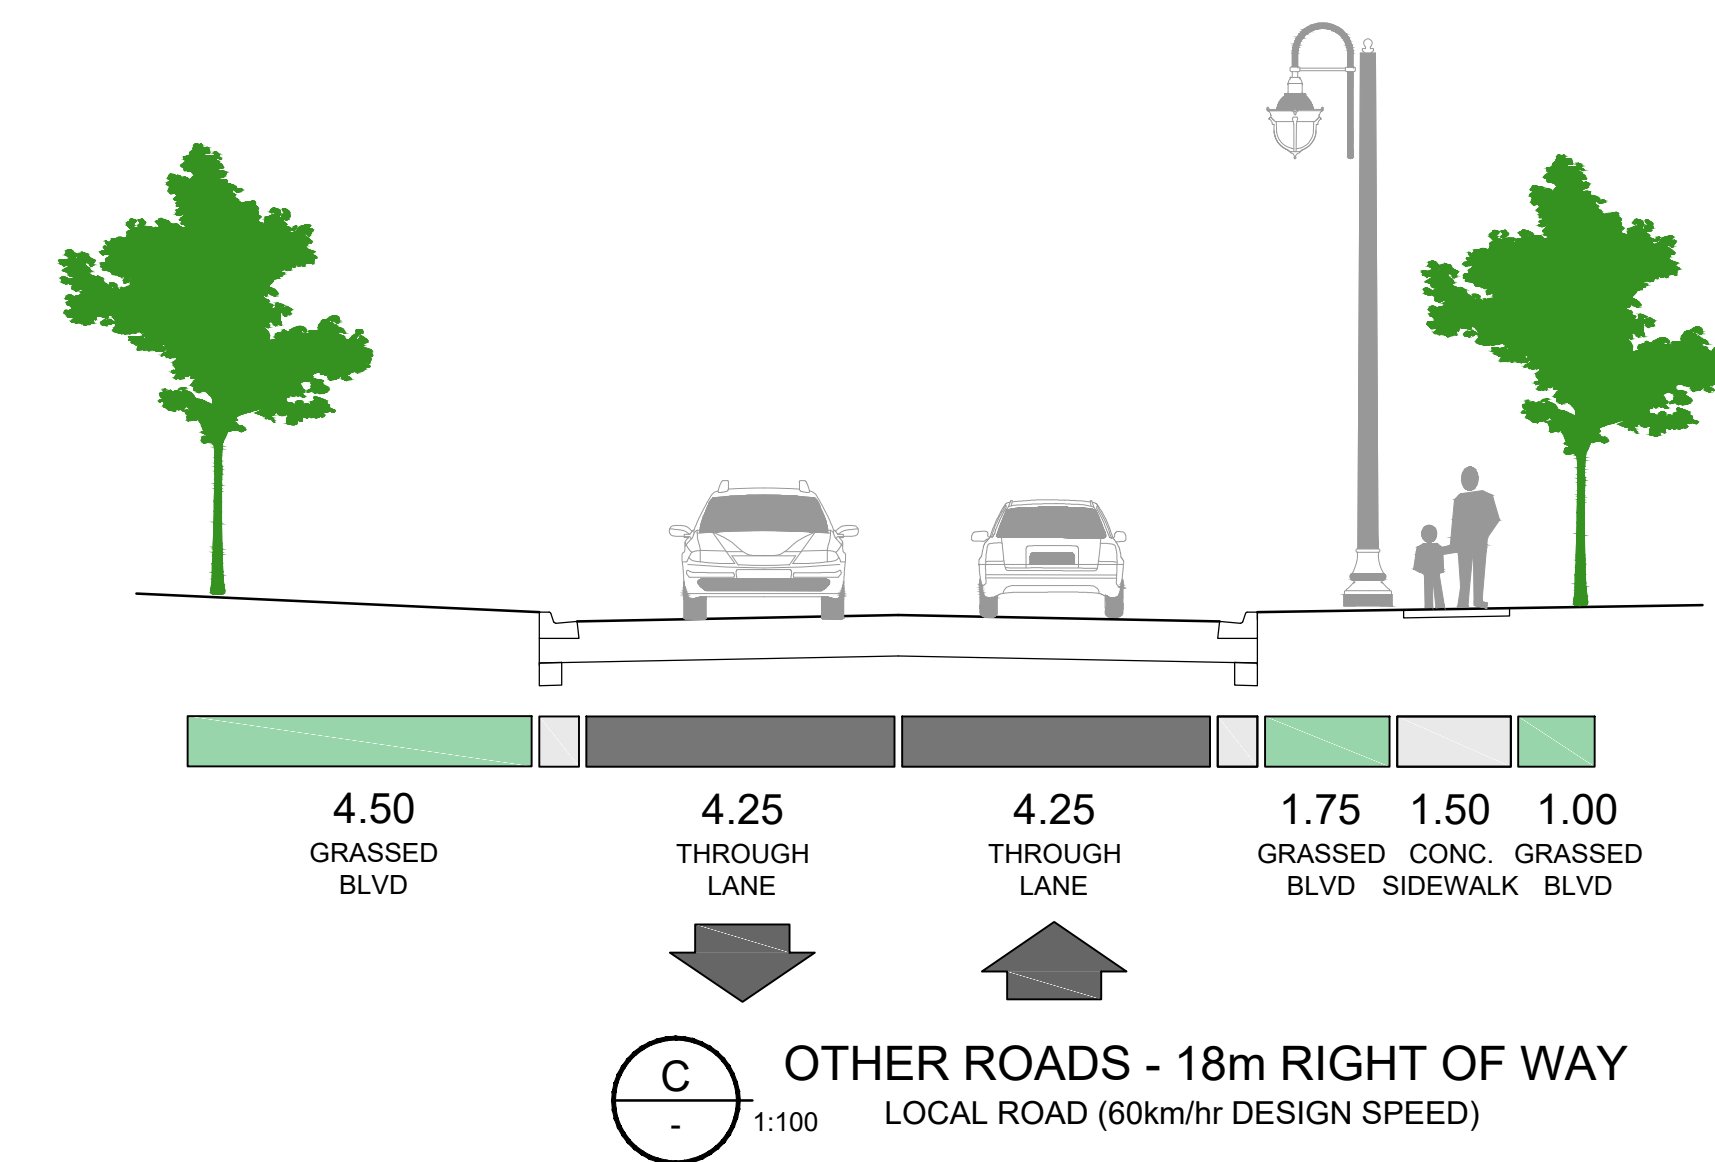 4.50 4.25 4.25 1.75 1.50 1.00
GRASSED THROUGH THROUGH GRASSED CONC. GRASSED
BLVD LANE LANE BLVD SIDEWALK BLVD
C
-
1:100
OTHER ROADS - 18m RIGHT OF WAY
LOCAL ROAD (60km/hr DESIGN SPEED)